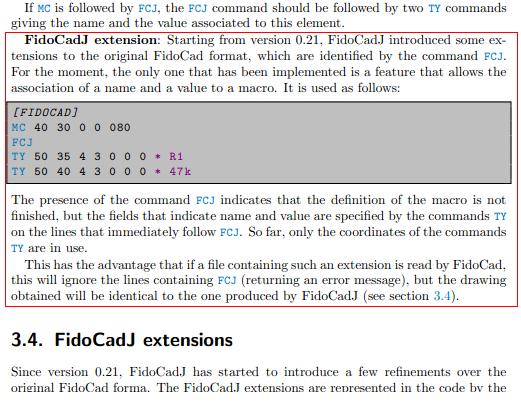 If MC is followed by FCJ, the FCJ command should be followed by two TY commands
giving the name and the value associated to this element.
FidoCadJ extension: Starting from version 0.21, FidoCadJ introduced some ex-
tensions to the original FidoCad format, which are identified by the command FCJ.
For the moment, the only one that has been implemented is a feature that allows the
association of a name and a value to a macro. It is used as follows:
[FIDOCAD]
MC 40 30 0 0 080
FCJ
TY 50 35 4 3 0 0 0 * R1
TY 50 40 4 3 0 0 0 * 47k
The presence of the command FCJ indicates that the definition of the macro is not
finished, but the fields that indicate name and value are specified by the commands TY
on the lines that immediately follow FCJ. So far, only the coordinates of the commands
TY are in use.
This has the advantage that if a file containing such an extension is read by FidoCad,
this will ignore the lines containing FCJ (returning an error message), but the drawing
obtained will be identical to the one produced by FidoCadJ (see section 3.4).
3.4. FidoCadJ extensions
Since version 0.21, FidoCadJ has started to introduce a few refinements over the
original FidoCad forma. The FidoCadJ extensions are represented in the code by the